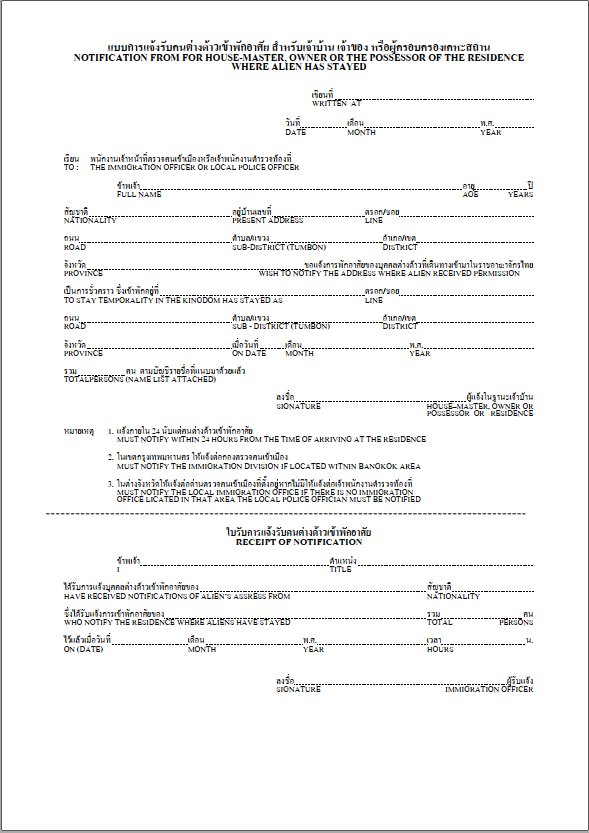 แบบการแจ้งรับคนต่างด้าวเข้าพักอาศัย สำหรับเจ้าบ้าน เจ้าของ หรือผู้ครอบครองเคหะสถาน
NOTIFICATION FROM FOR HOUSE-MASTER, OWNER OR THE POSSESSOR OF THE RESIDENCE
WHERE ALIEN HAS STAYED
เขียนที่
WRITTEN AT
วันที่ เดือน พ.ศ.
DATE MONTH YEAR
เรียน พนักงานเจ้าหน้าที่ตรวจคนเข้าเมืองหรือเจ้าพนักงานตำรวจท้องที่
TO : THE IMMIGRATION OFFICER OR LOCAL POLICE OFFICER
ข้าพเจ้า อายุ ปี
FULL NAME AGE YEARS
สัญชาติ อยู่บ้านเลขที่ ตรอก/ซอย
NATIONALITY PRESENT ADDRESS LINE
ถนน ตำบล/แขวง อำเภอ/เขต
ROAD SUB-DISTRICT (TUMBON) DISTRICT
จังหวัด ขอแจ้งการพักอาศัยของบุคคลต่างด้าวที่เดินทางเข้ามาในราชอาณาจักรไทย
PROVINCE WISH TO NOTIFY THE ADDRESS WHERE ALIEN RECEIVED PERMISSION
เป็นการชั่วคราว ซึ่งเข้าพักอยู่ที่ ตรอก/ซอย
TO STAY TEMPORALITY IN THE KINGDOM HAS STAYED AS LINE
ถนน ตำบล/แขวง อำเภอ/เขต
ROAD SUB - DISTRICT (TUMBON) DISTRICT
จังหวัด เมื่อวันที่ เดือน พ.ศ.
PROVINCE ON DATE MONTH YEAR
รวม คน ตามบัญชีรายชื่อที่แนบมาด้วยแล้ว
TOTALPERSONS (NAME LIST ATTACHED)
ลงชื่อ ผู้แจ้งในฐานะเจ้าบ้าน
SIGNATURE HOUSE–MASTER, OWNER OR
POSSESSOR OR RESIDENCE
หมายเหตุ 1. แจ้งภายใน 24 นับแต่คนต่างด้าวเข้าพักอาศัย
MUST NOTIFY WITHIN 24 HOURS FROM THE TIME OF ARRIVING AT THE RESIDENCE
2. ในเขตกรุงเทพมหานคร ให้แจ้งต่อกองตรวจคนเข้าเมือง
MUST NOTIFY THE IMMIGRATION DIVISION IF LOCATED WITNIN BANGKOK AREA
3. ในต่างจังหวัดให้แจ้งต่อด่านตรวจคนเข้าเมืองที่ตั้งอยู่หากไม่มีให้แจ้งต่อเจ้าพนักงานตำรวจท้องที่
MUST NOTIFY THE LOCAL IMMIGRATION OFFICE IF THERE IS NO IMMIGRATION
OFFICE LICATED IN THAT AREA THE LOCAL POLICE OFFICIAN MUST BE NOTIFIED
ใบรับการแจ้งรับคนต่างด้าวเข้าพักอาศัย
RECEIPT OF NOTIFICATION
ข้าพเจ้า ตำแหน่ง
I TITLE
ได้รับการแจ้งบุคคลต่างด้าวเข้าพักอาศัยของ สัญชาติ
HAVE RECEIVED NOTIFICATIONS OF ALIEN'S ASSRESS FROM NATIONALITY
ซึ่งได้รับแจ้งการเข้าพักอาศัยของ รวม คน
WHO NOTIFY THE RESIDENCE WHERE ALIENS HAVE STAYED TOTAL PERSONS
ไว้แล้วเมื่อวันที่ เดือน พ.ศ. เวลา น.
ON (DATE) MONTH YEAR HOURS
ลงชื่อ ผู้รับแจ้ง
SIGNATURE IMMIGRATION OFFICER